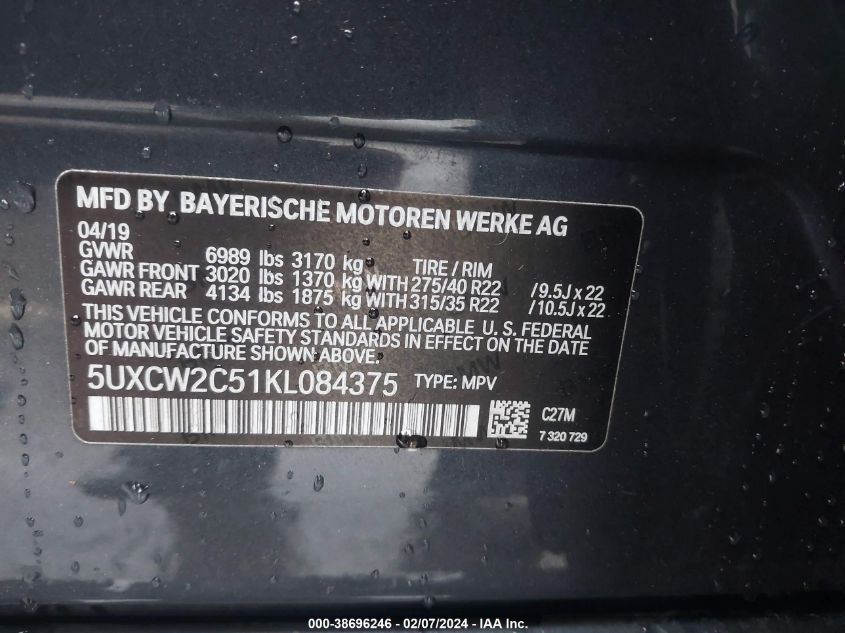 MFD BY BAYERISCHE MOTOREN WERKE AG
04/19
GVWR 6989 lbs 3170 kg TIRE / RIM
GAWR FRONT 3020 lbs 1370 kg WITH 275/40 R22 /9.5J x 22
GAWR REAR 4134 lbs 1875 kg WITH 315/35 R22 /10.5J x 22
THIS VEHICLE CONFORMS TO ALL APPLICABLE U. S. FEDERAL
MOTOR VEHICLE SAFETY STANDARDS IN EFFECT ON THE DATE
OF MANUFACTURE SHOWN ABOVE.
5UXCW2C51KL084375 TYPE: MPV
C27M
7 320 729
000-38696246 - 02/07/2024 - IAA Inc.